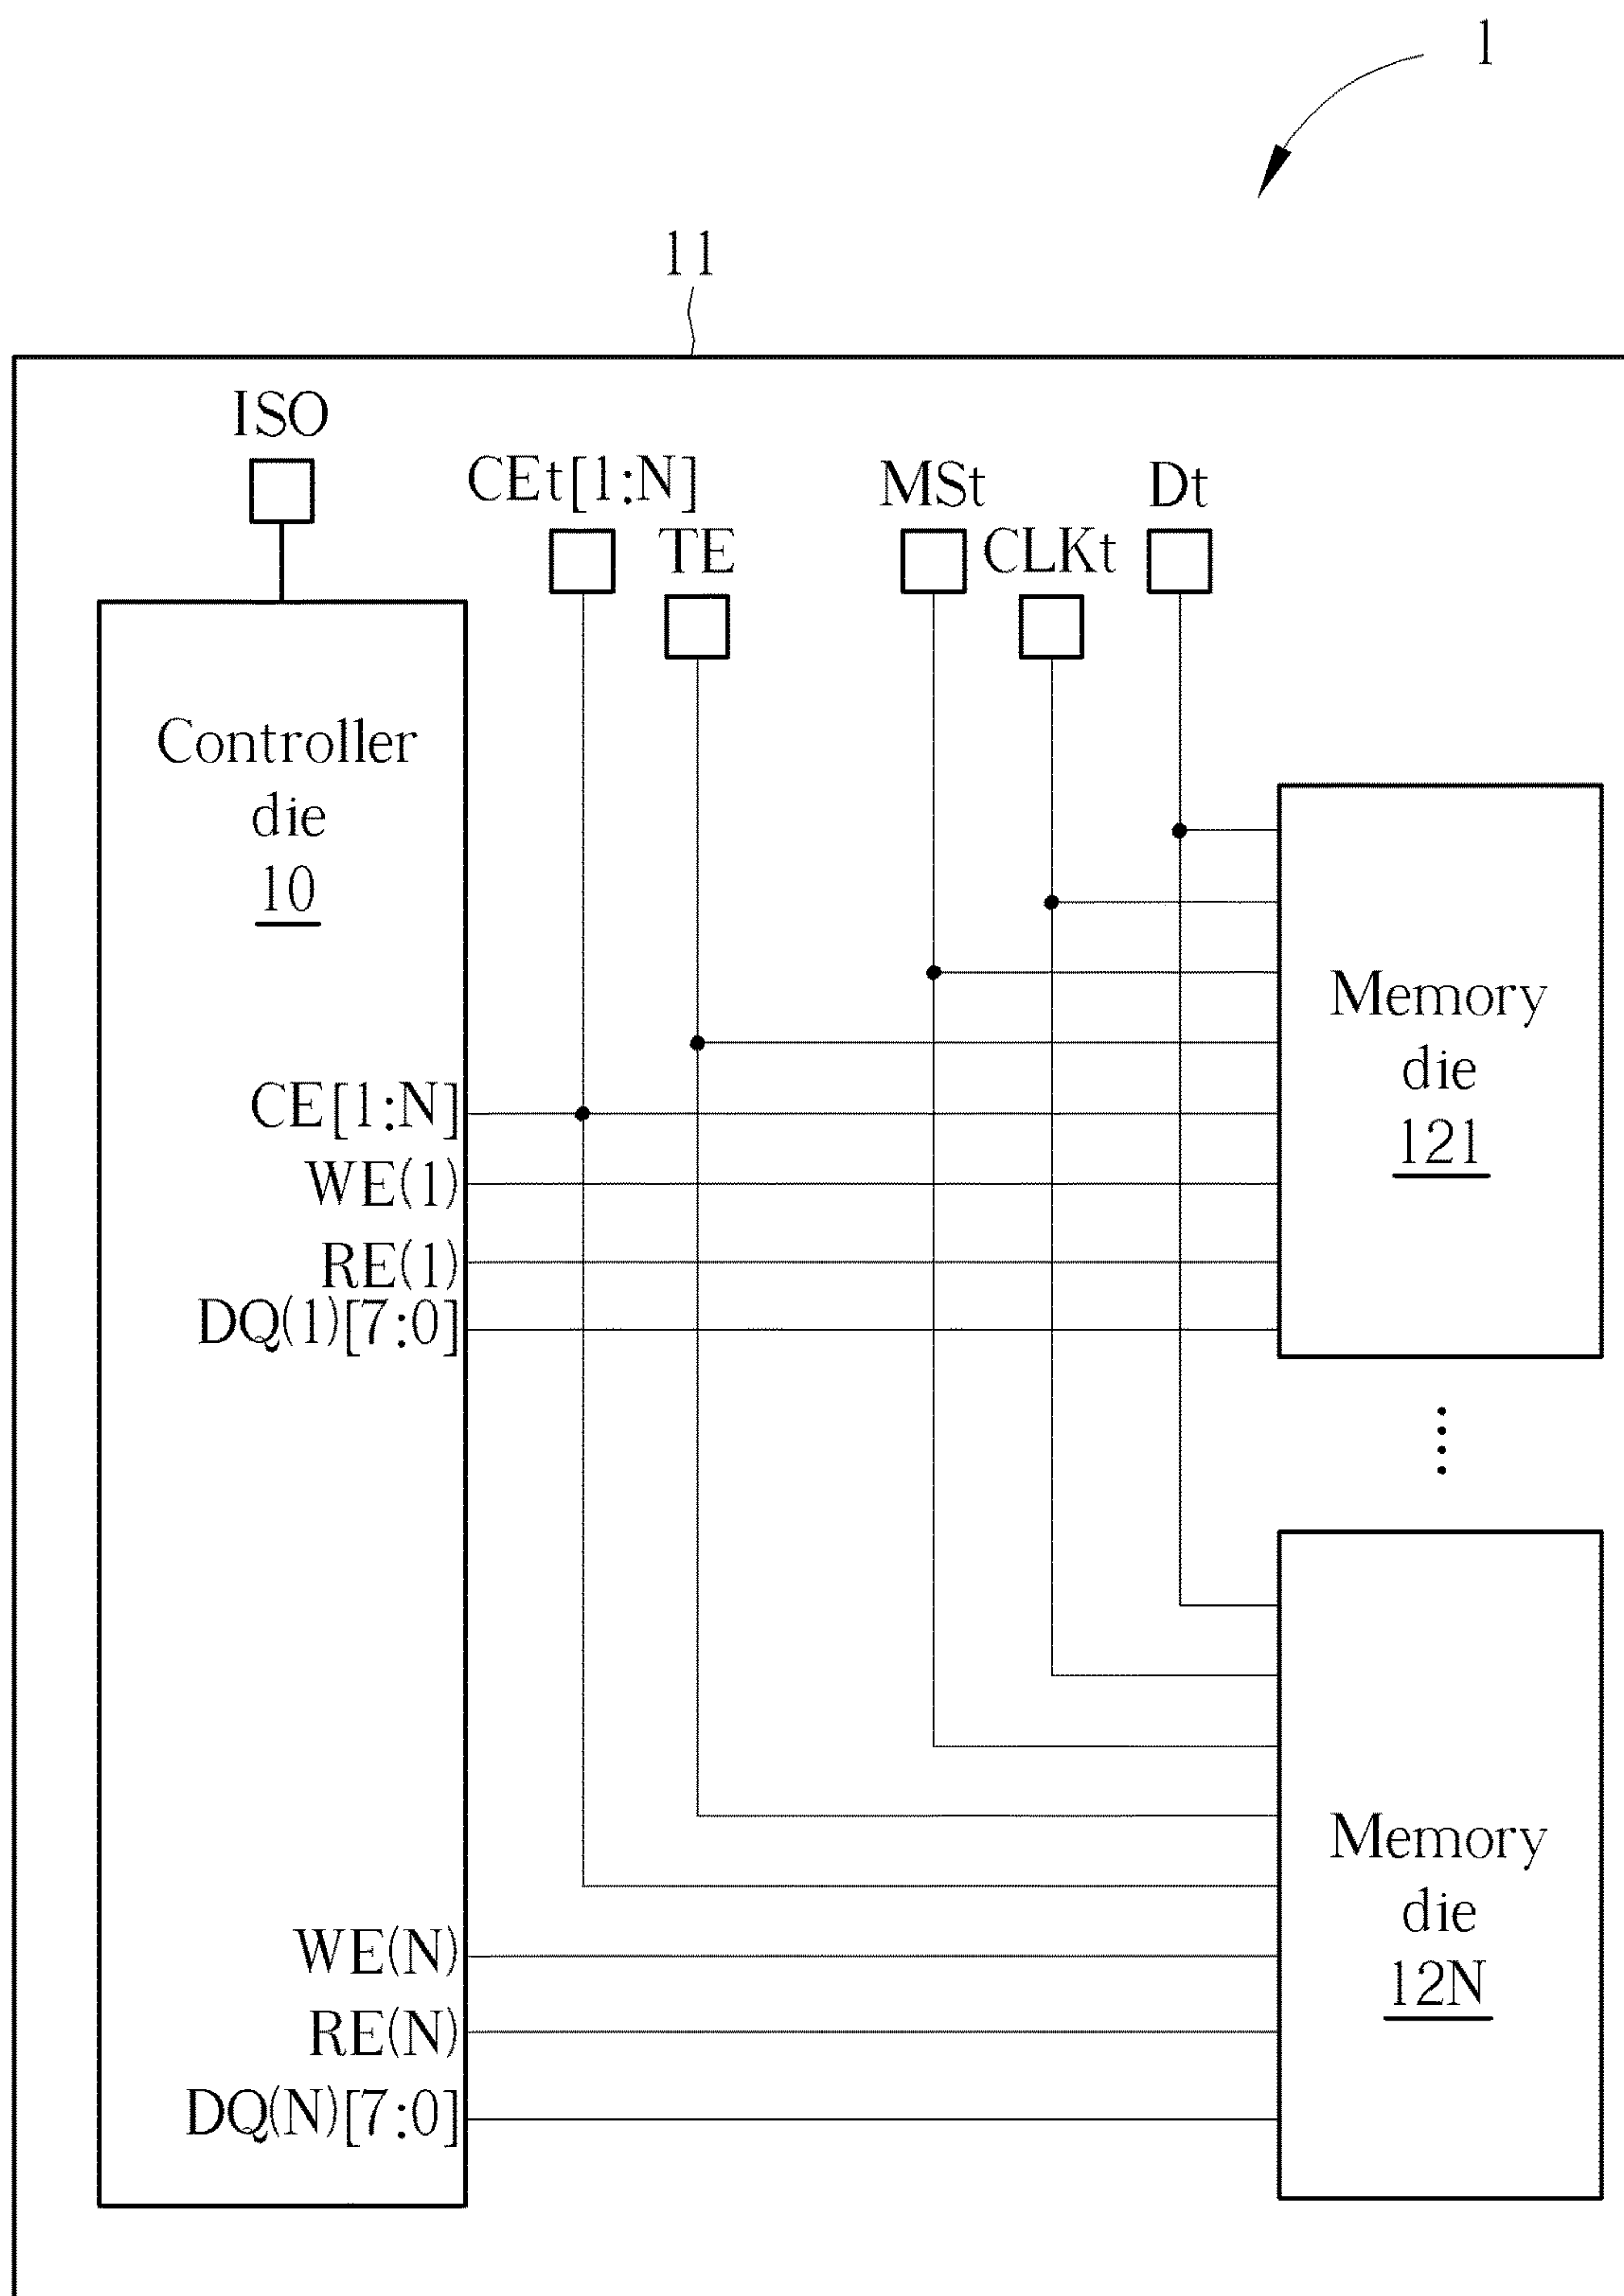 1
11
ISO
CEt[1:N]
TE
MSt
CLKt
Dt
Controller
die
10
Memory
die
121
CE[1:N]
WE(1)
RE(1)
DQ(1)[7:0]
Memory
die
12N
WE(N)
RE(N)
DQ(N)[7:0]